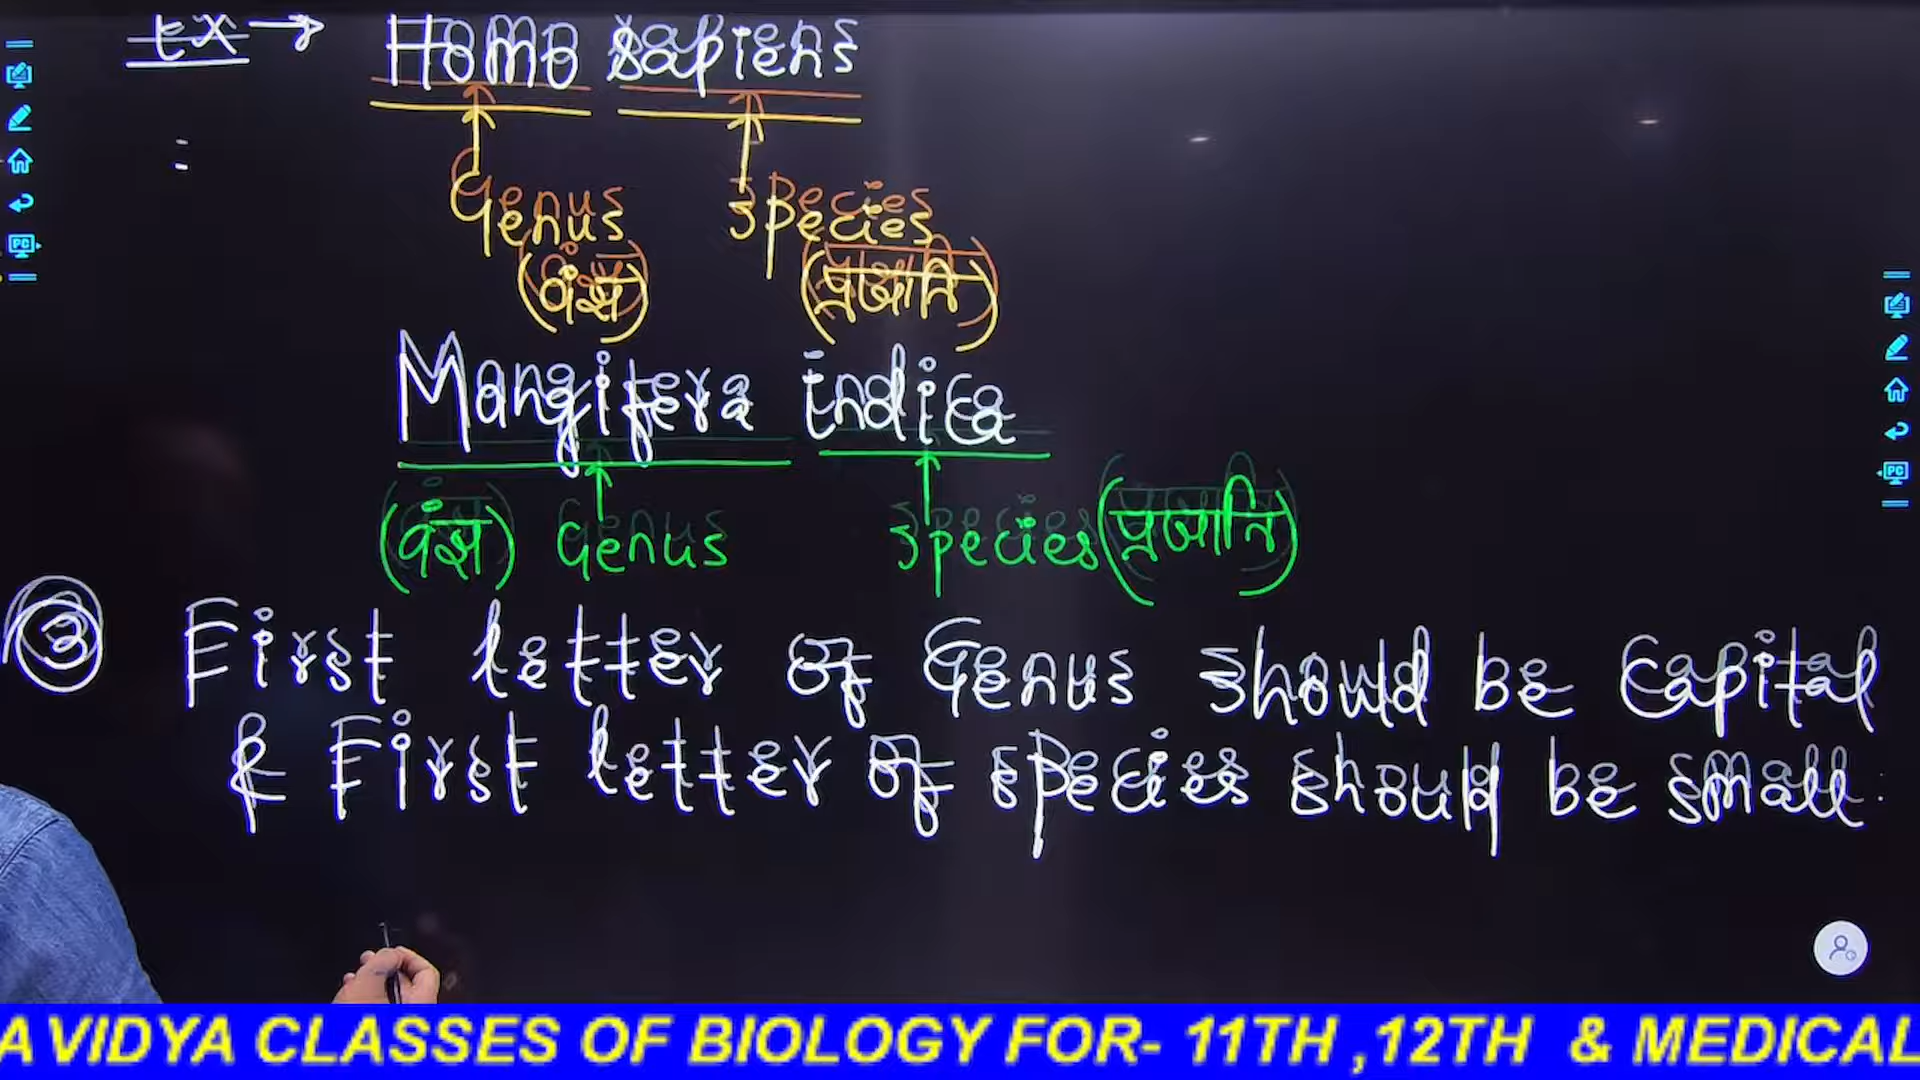 Ex → Homo sapiens
Genus species
(वंश) (प्रजाति)
Mangifera indica
(वंश) Genus species (प्रजाति)
③ First letter of Genus should be Capital
& First letter of species should be small.
A VIDYA CLASSES OF BIOLOGY FOR- 11TH ,12TH & MEDICAL